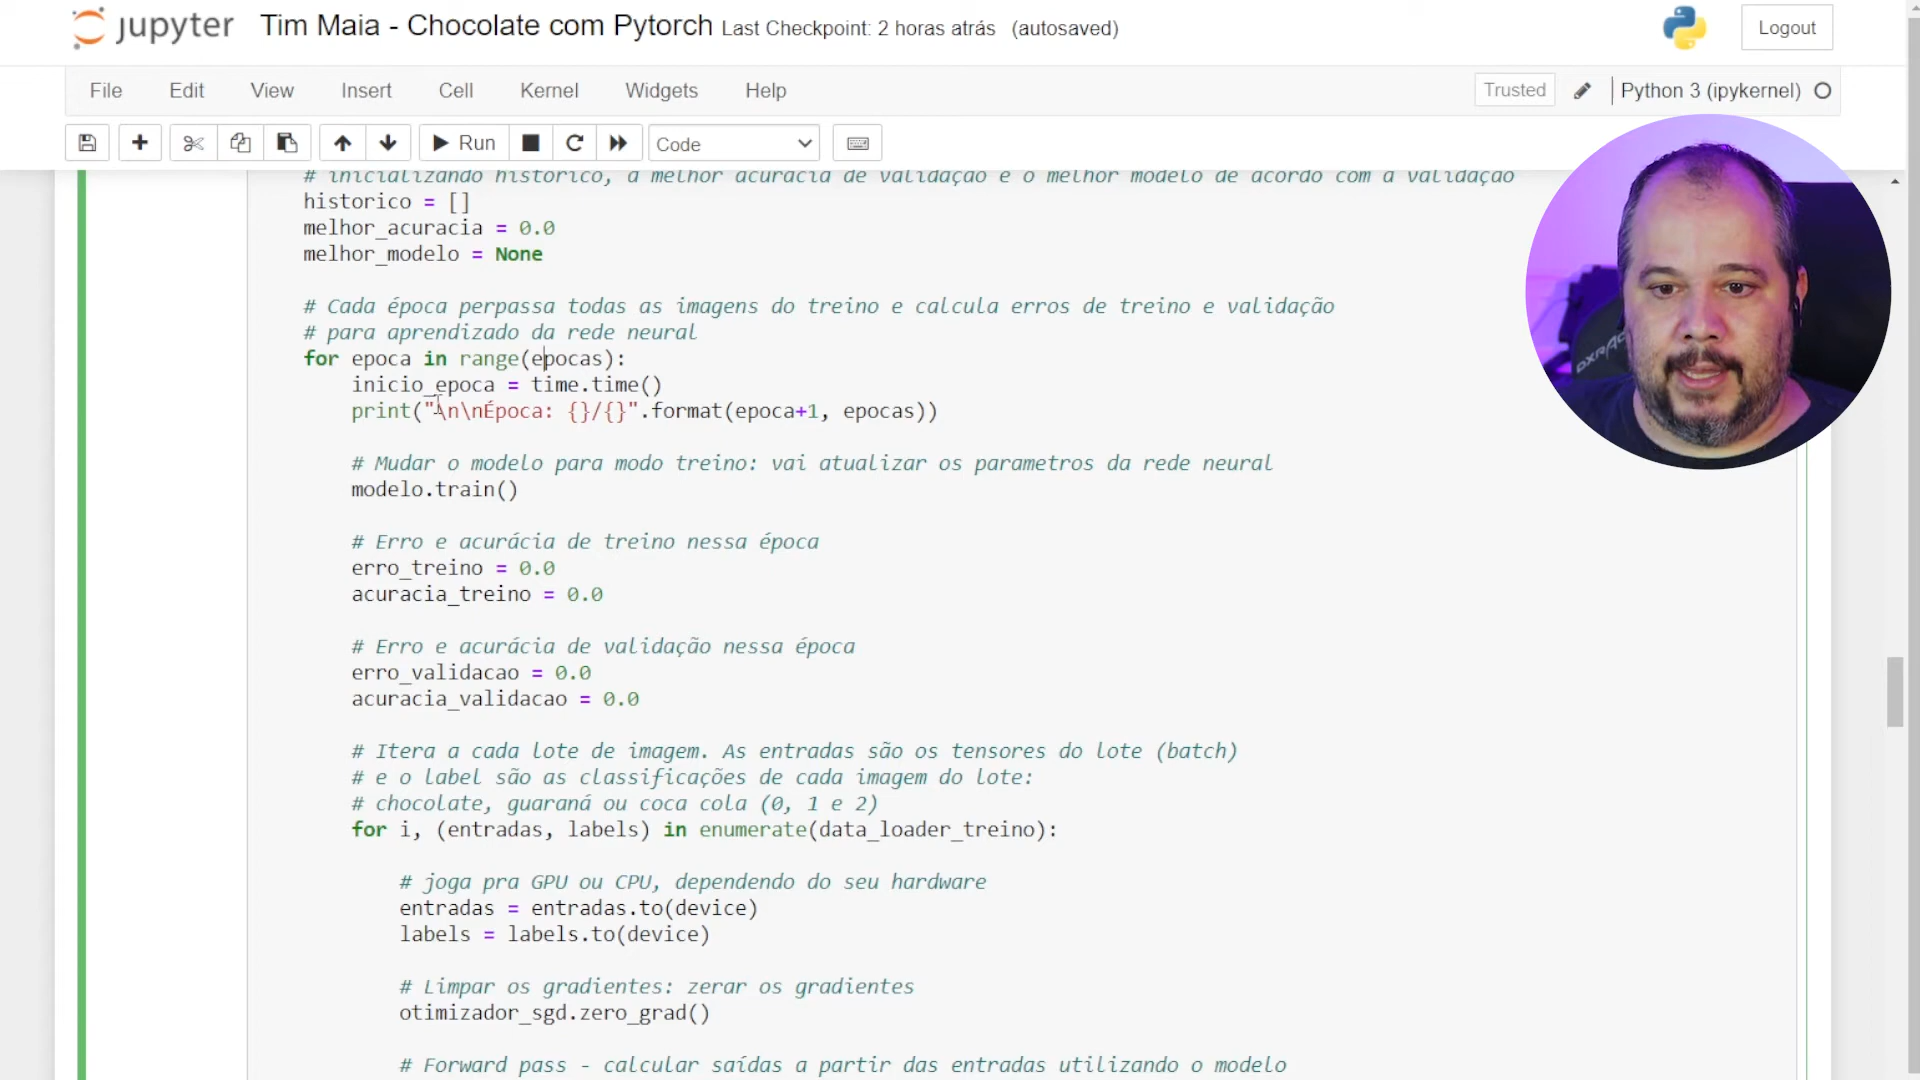 jupyter Tim Maia - Chocolate com Pytorch Last Checkpoint: 2 horas atrás (autosaved) Logout
File Edit View Insert Cell Kernel Widgets Help Trusted Python 3 (ipykernel)
Run Code
# inicializando histórico, a melhor acurácia de validação e o melhor modelo de acordo com a validação
historico = []
melhor_acuracia = 0.0
melhor_modelo = None
# Cada época perpassa todas as imagens do treino e calcula erros de treino e validação
# para aprendizado da rede neural
for epoca in range(epocas):
inicio_epoca = time.time()
print("\n\nÉpoca: {}/{}".format(epoca+1, epocas))
# Mudar o modelo para modo treino: vai atualizar os parametros da rede neural
modelo.train()
# Erro e acurácia de treino nessa época
erro_treino = 0.0
acuracia_treino = 0.0
# Erro e acurácia de validação nessa época
erro_validacao = 0.0
acuracia_validacao = 0.0
# Itera a cada lote de imagem. As entradas são os tensores do lote (batch)
# e o label são as classificações de cada imagem do lote:
# chocolate, guaraná ou coca cola (0, 1 e 2)
for i, (entradas, labels) in enumerate(data_loader_treino):
# joga pra GPU ou CPU, dependendo do seu hardware
entradas = entradas.to(device)
labels = labels.to(device)
# Limpar os gradientes: zerar os gradientes
otimizador_sgd.zero_grad()
# Forward pass - calcular saídas a partir das entradas utilizando o modelo